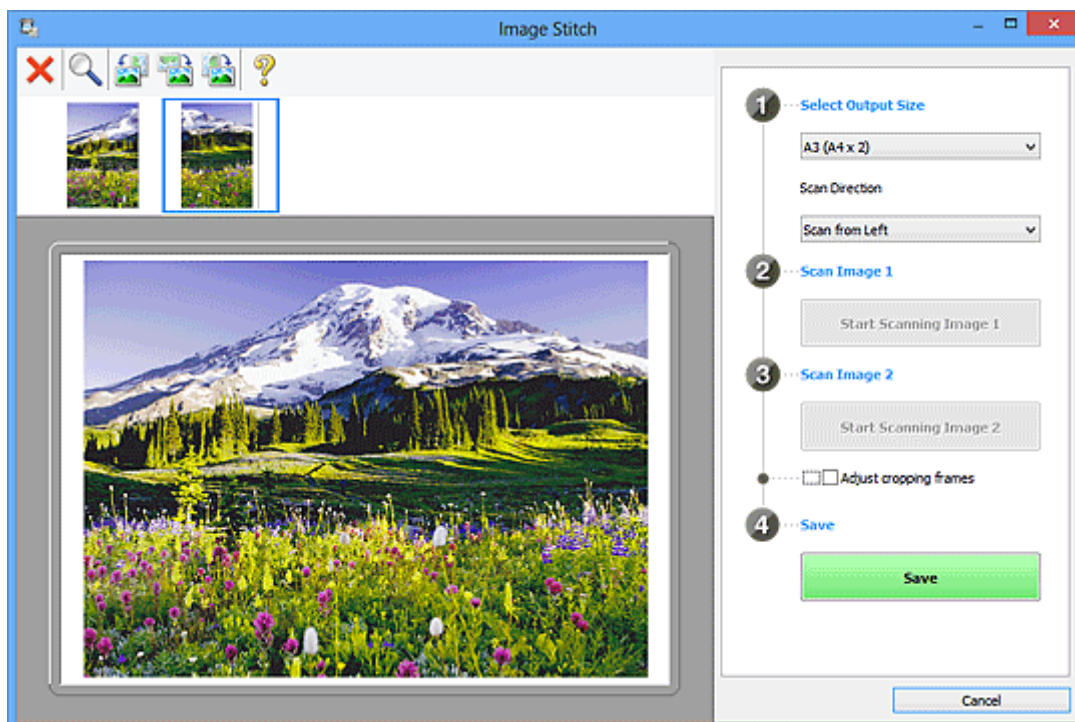 Image Stitch
1 Select Output Size
A3 (A4 x 2)
Scan Direction
Scan from Left
2 Scan Image 1
Start Scanning Image 1
3 Scan Image 2
Start Scanning Image 2
Adjust cropping frames
4 Save
Save
Cancel